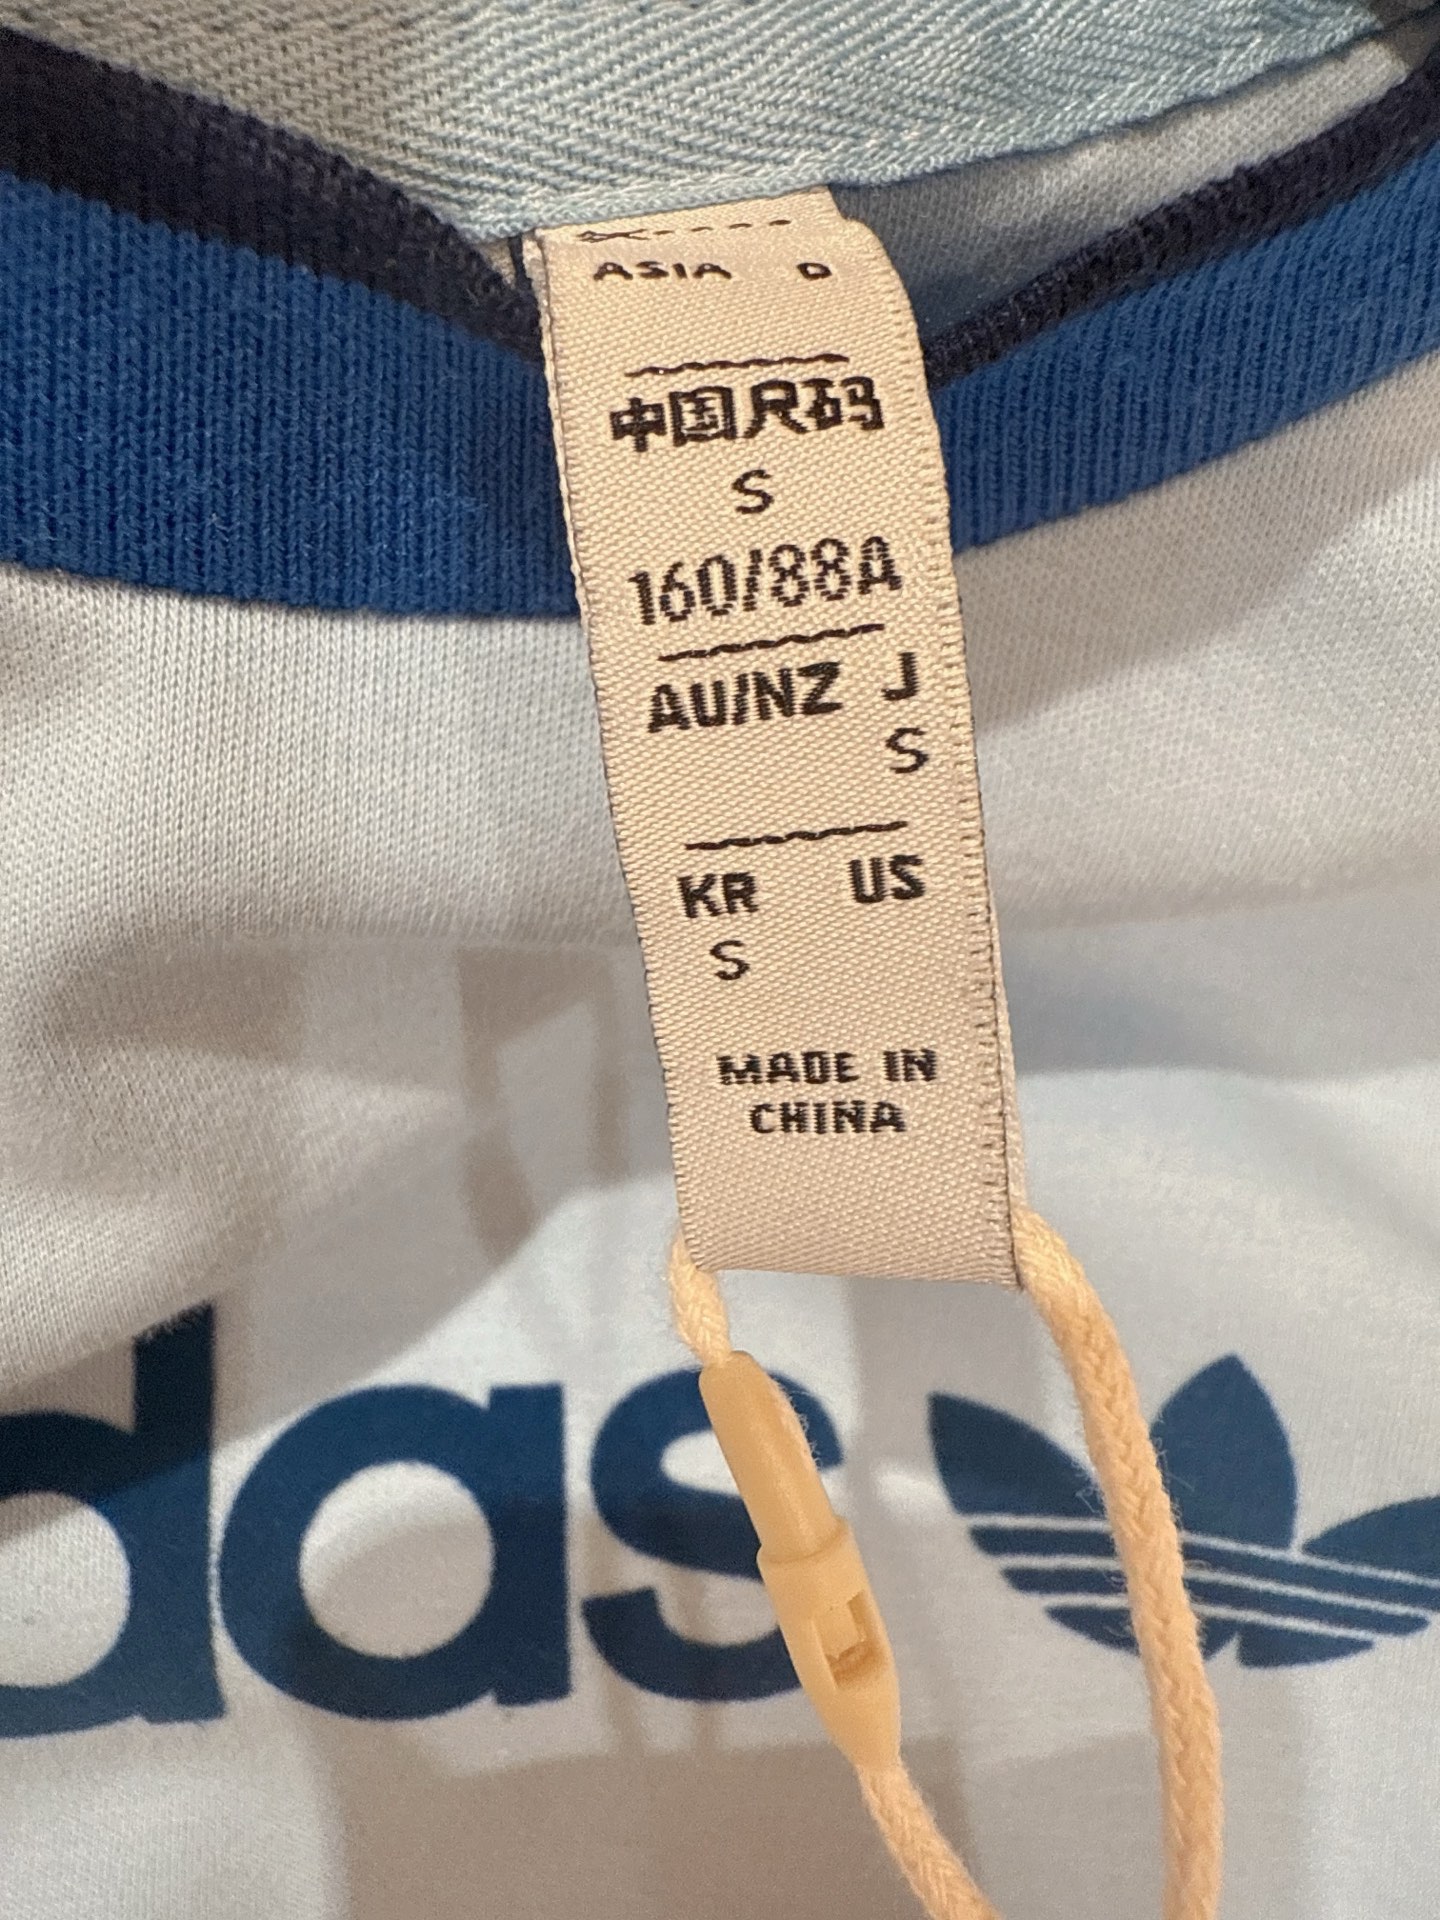 ASIA D
中国尺码
S
160/88A
AU/NZ J
S
KR US
S
MADE IN
CHINA
das